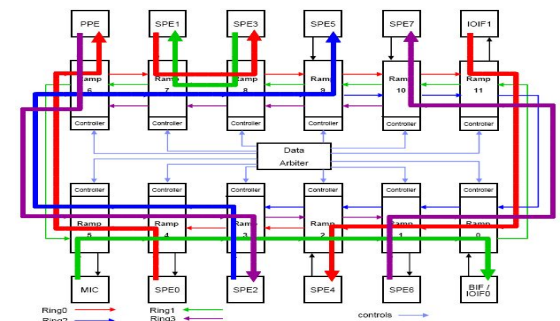 PPE SPE1 SPE3 SPE5 SPE7 IOIF1
Ramp Ramp Ramp Ramp Ramp Ramp
6 7 8 9 10 11
Controller Controller Controller Controller Controller Controller
Data
Arbiter
Controller Controller Controller Controller Controller Controller
Ramp Ramp Ramp Ramp Ramp Ramp
5 4 3 2 1 0
MIC SPE0 SPE2 SPE4 SPE6 BIF /
IOIF0
Ring0 Ring1 controls
Ring2 Ring3